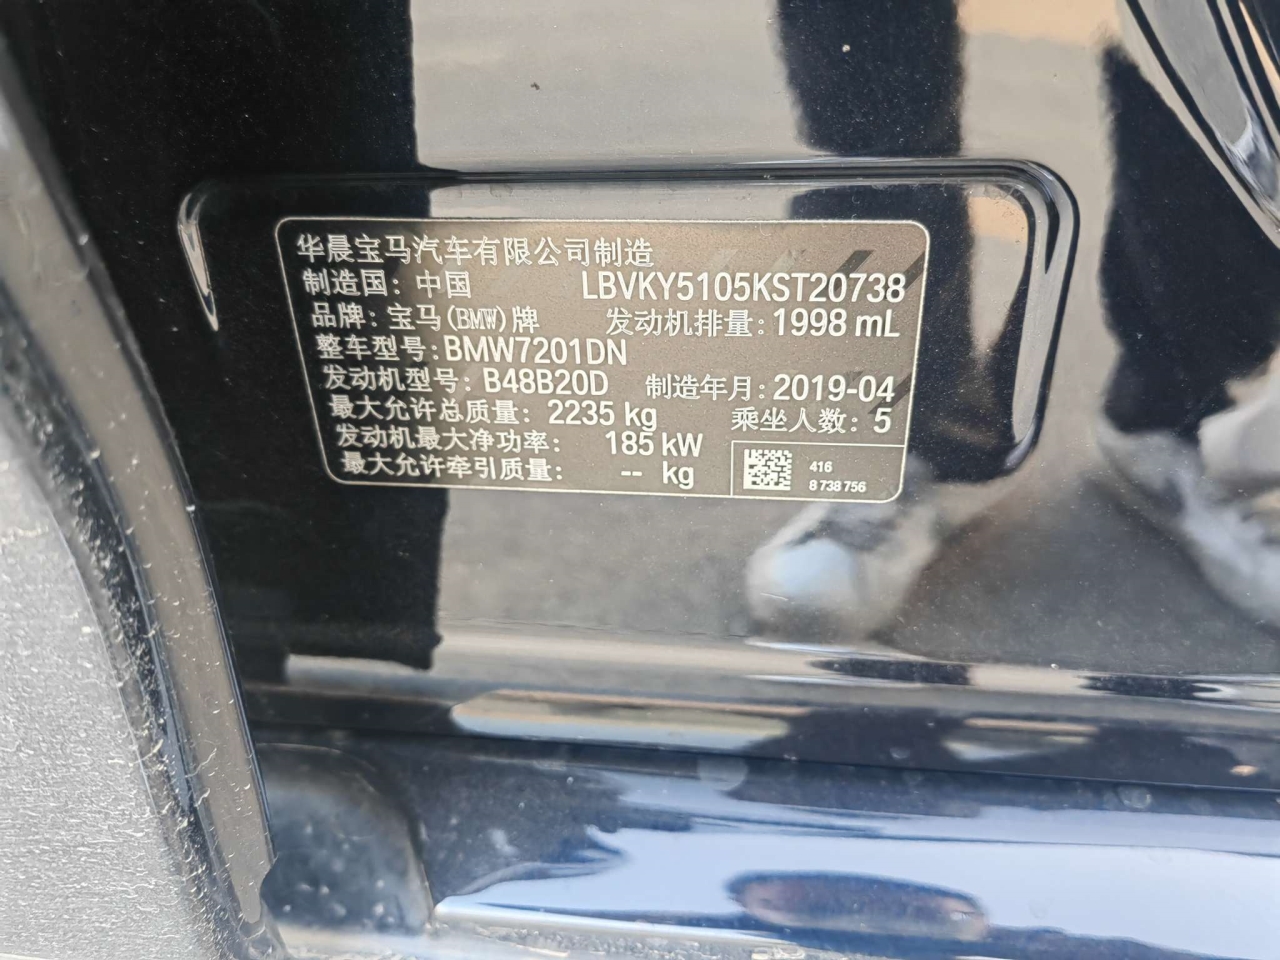 华晨宝马汽车有限公司制造
制造国: 中国 LBVKY5105KST20738
品牌: 宝马(BMW)牌 发动机排量: 1998 mL
整车型号: BMW7201DN
发动机型号: B48B20D 制造年月: 2019-04
最大允许总质量: 2235 kg 乘坐人数: 5
发动机最大净功率: 185 kW
最大允许牵引质量: -- kg
416
8 738 756